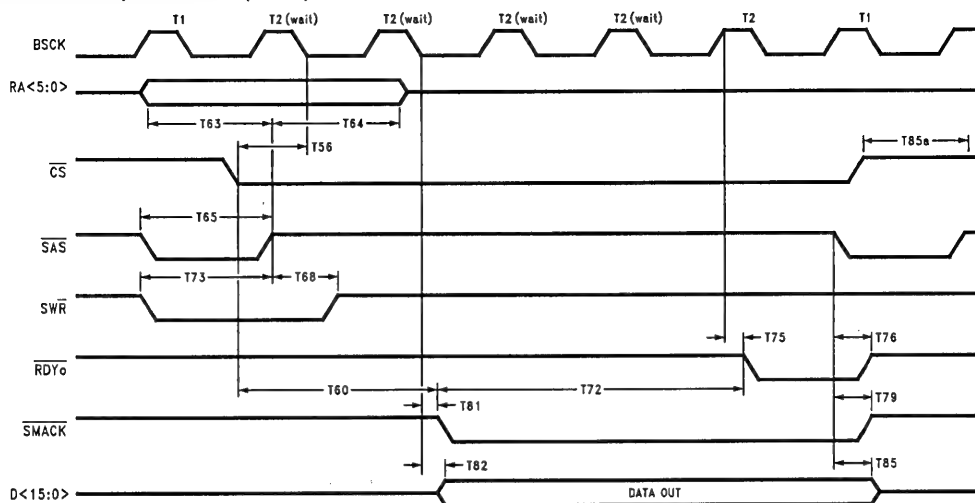 T1 T2 (wait) T2 (wait) T2 (wait) T2 (wait) T2 T1
BSCK
RA<5:0>
T63 T64
T56 T85a
CS
T65
SAS
T73 T68
SWR
T75 T76
RDYo
T60 T72
T81 T79
SMACK
T82 T85
D<15:0> DATA OUT